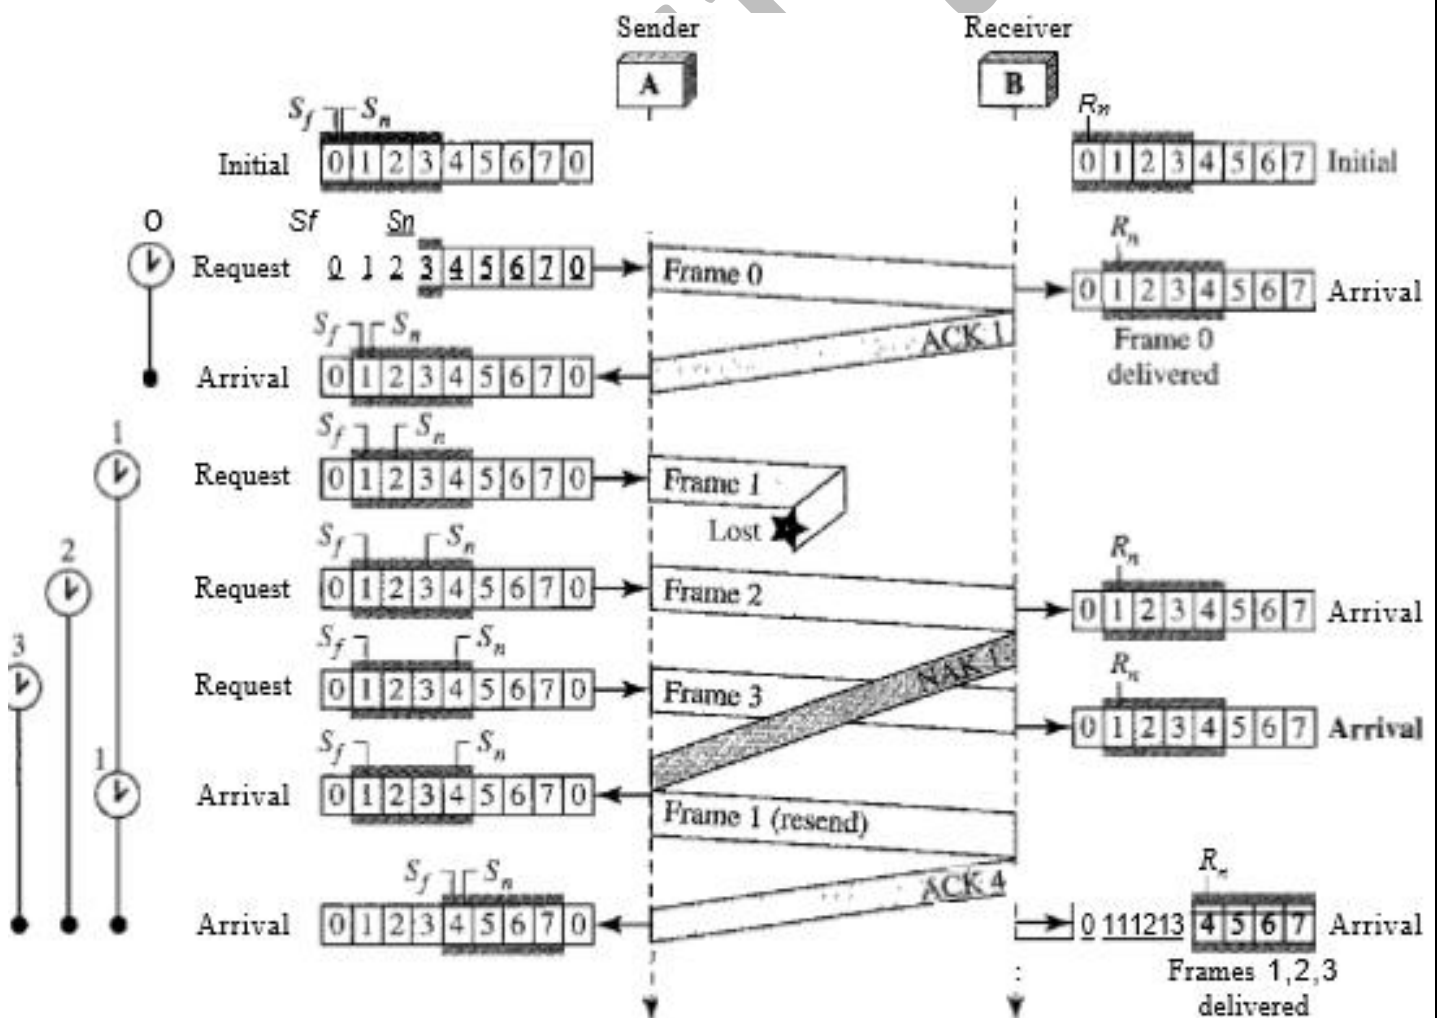 Sender Receiver
A B
Sf Sn Rn
Initial 0 1 2 3 4 5 6 7 0 0 1 2 3 4 5 6 7 Initial
O Sf Sn Rn
Request 0 1 2 3 4 5 6 7 0 Frame 0 0 1 2 3 4 5 6 7 Arrival
Sf Sn ACK 1 Frame 0
Arrival 0 1 2 3 4 5 6 7 0 delivered
1 Sf Sn
Request 0 1 2 3 4 5 6 7 0 Frame 1
Lost
2 Sf Sn Rn
Request 0 1 2 3 4 5 6 7 0 Frame 2 0 1 2 3 4 5 6 7 Arrival
3 Sf Sn NAK 1 Rn
Request 0 1 2 3 4 5 6 7 0 Frame 3 0 1 2 3 4 5 6 7 Arrival
1 Sf Sn
Arrival 0 1 2 3 4 5 6 7 0 Frame 1 (resend)
Sf Sn ACK 4 Rn
Arrival 0 1 2 3 4 5 6 7 0 0 111213 4 5 6 7 Arrival
Frames 1,2,3
delivered